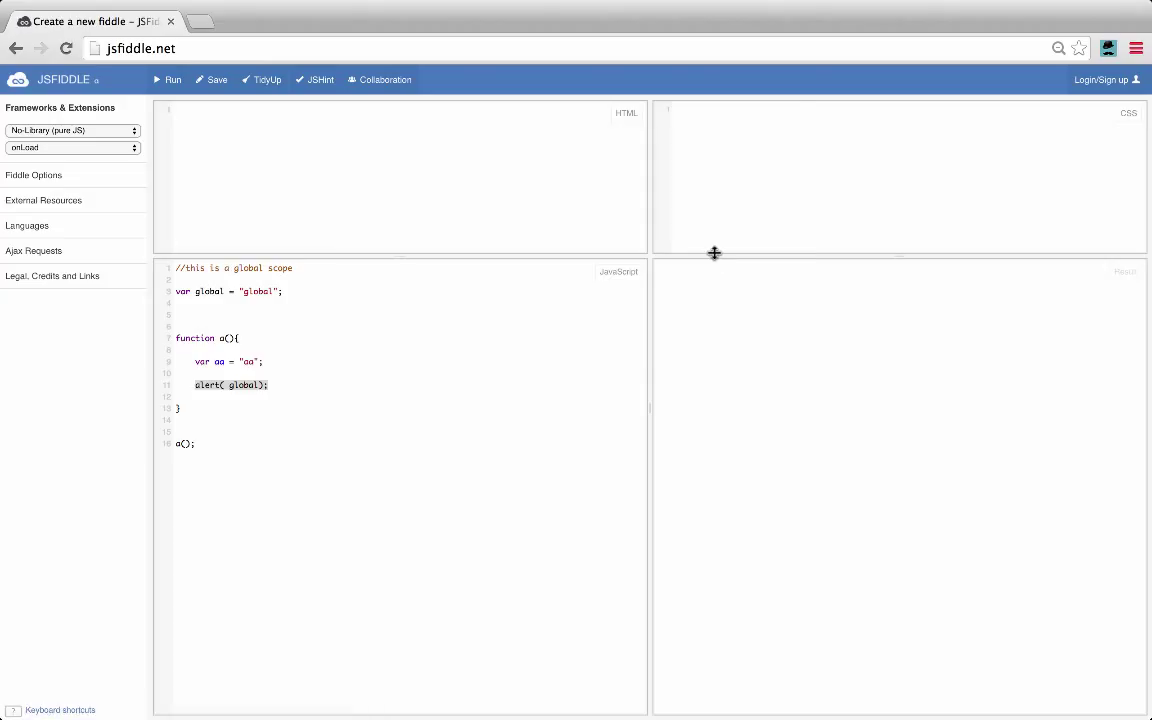 Create a new fiddle – JSFid
jsfiddle.net
JSFIDDLE α
Run
Save
TidyUp
JSHint
Collaboration
Login/Sign up
Frameworks & Extensions
No-Library (pure JS)
onLoad
Fiddle Options
External Resources
Languages
Ajax Requests
Legal, Credits and Links
1
HTML
1
CSS
1 //this is a global scope
2
3 var global = "global";
4
5
6
7 function a(){
8
9 var aa = "aa";
10
11 alert( global);
12
13 }
14
15
16 a();
JavaScript
Result
? Keyboard shortcuts